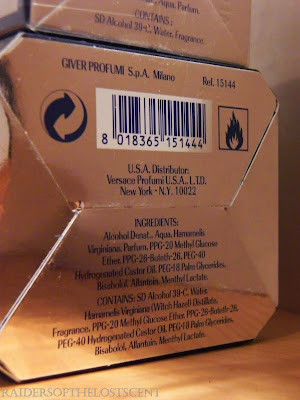 Aqua, Parfum.
CONTAINS:
SD Alcohol 39-C, Water, Fragrance.
GIVER PROFUMI S.p.A. Milano
Ref. 15144
8 018365 151444
U.S.A. Distributor:
Versace Profumi U.S.A., L.T.D.
New York - N.Y. 10022
INGREDIENTS:
Alcohol Denat., Aqua, Hamamelis
Virginiana, Parfum, PPG-20 Methyl Glucose
Ether, PPG-26-Buteth-26, PEG-40
Hydrogenated Castor Oil, PEG-18 Palm Glycerides,
Bisabolol, Allantoin, Menthyl Lactate.
CONTAINS: SD Alcohol 39-C, Water,
Hamamelis Virginiana (Witch Hazel) Distillate,
Fragrance, PPG-20 Methyl Glucose Ether, PPG-26-Buteth-26,
PEG-40 Hydrogenated Castor Oil, PEG-18 Palm Glycerides,
Bisabolol, Allantoin, Menthyl Lactate.
RAIDERSOFTHELOSTSCENT